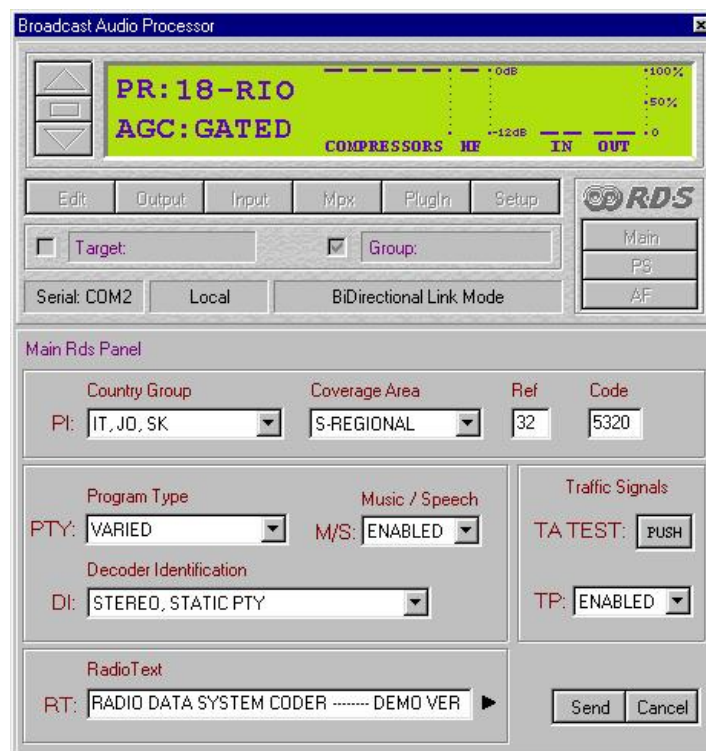 Broadcast Audio Processor
PR:18-RIO
0dB
100%
50%
AGC:GATED
-12dB
0
COMPRESSORS HF IN OUT
Edit Output Input Mpx PlugIn Setup
RDS
Target: Group:
Main
PS
AF
Serial: COM2 Local BiDirectional Link Mode
Main Rds Panel
Country Group Coverage Area Ref Code
PI: IT, JO, SK S-REGIONAL 32 5320
Program Type Music / Speech
PTY: VARIED M/S: ENABLED
Decoder Identification
DI: STEREO, STATIC PTY
Traffic Signals
TA TEST: PUSH
TP: ENABLED
RadioText
RT: RADIO DATA SYSTEM CODER -------- DEMO VER
Send Cancel